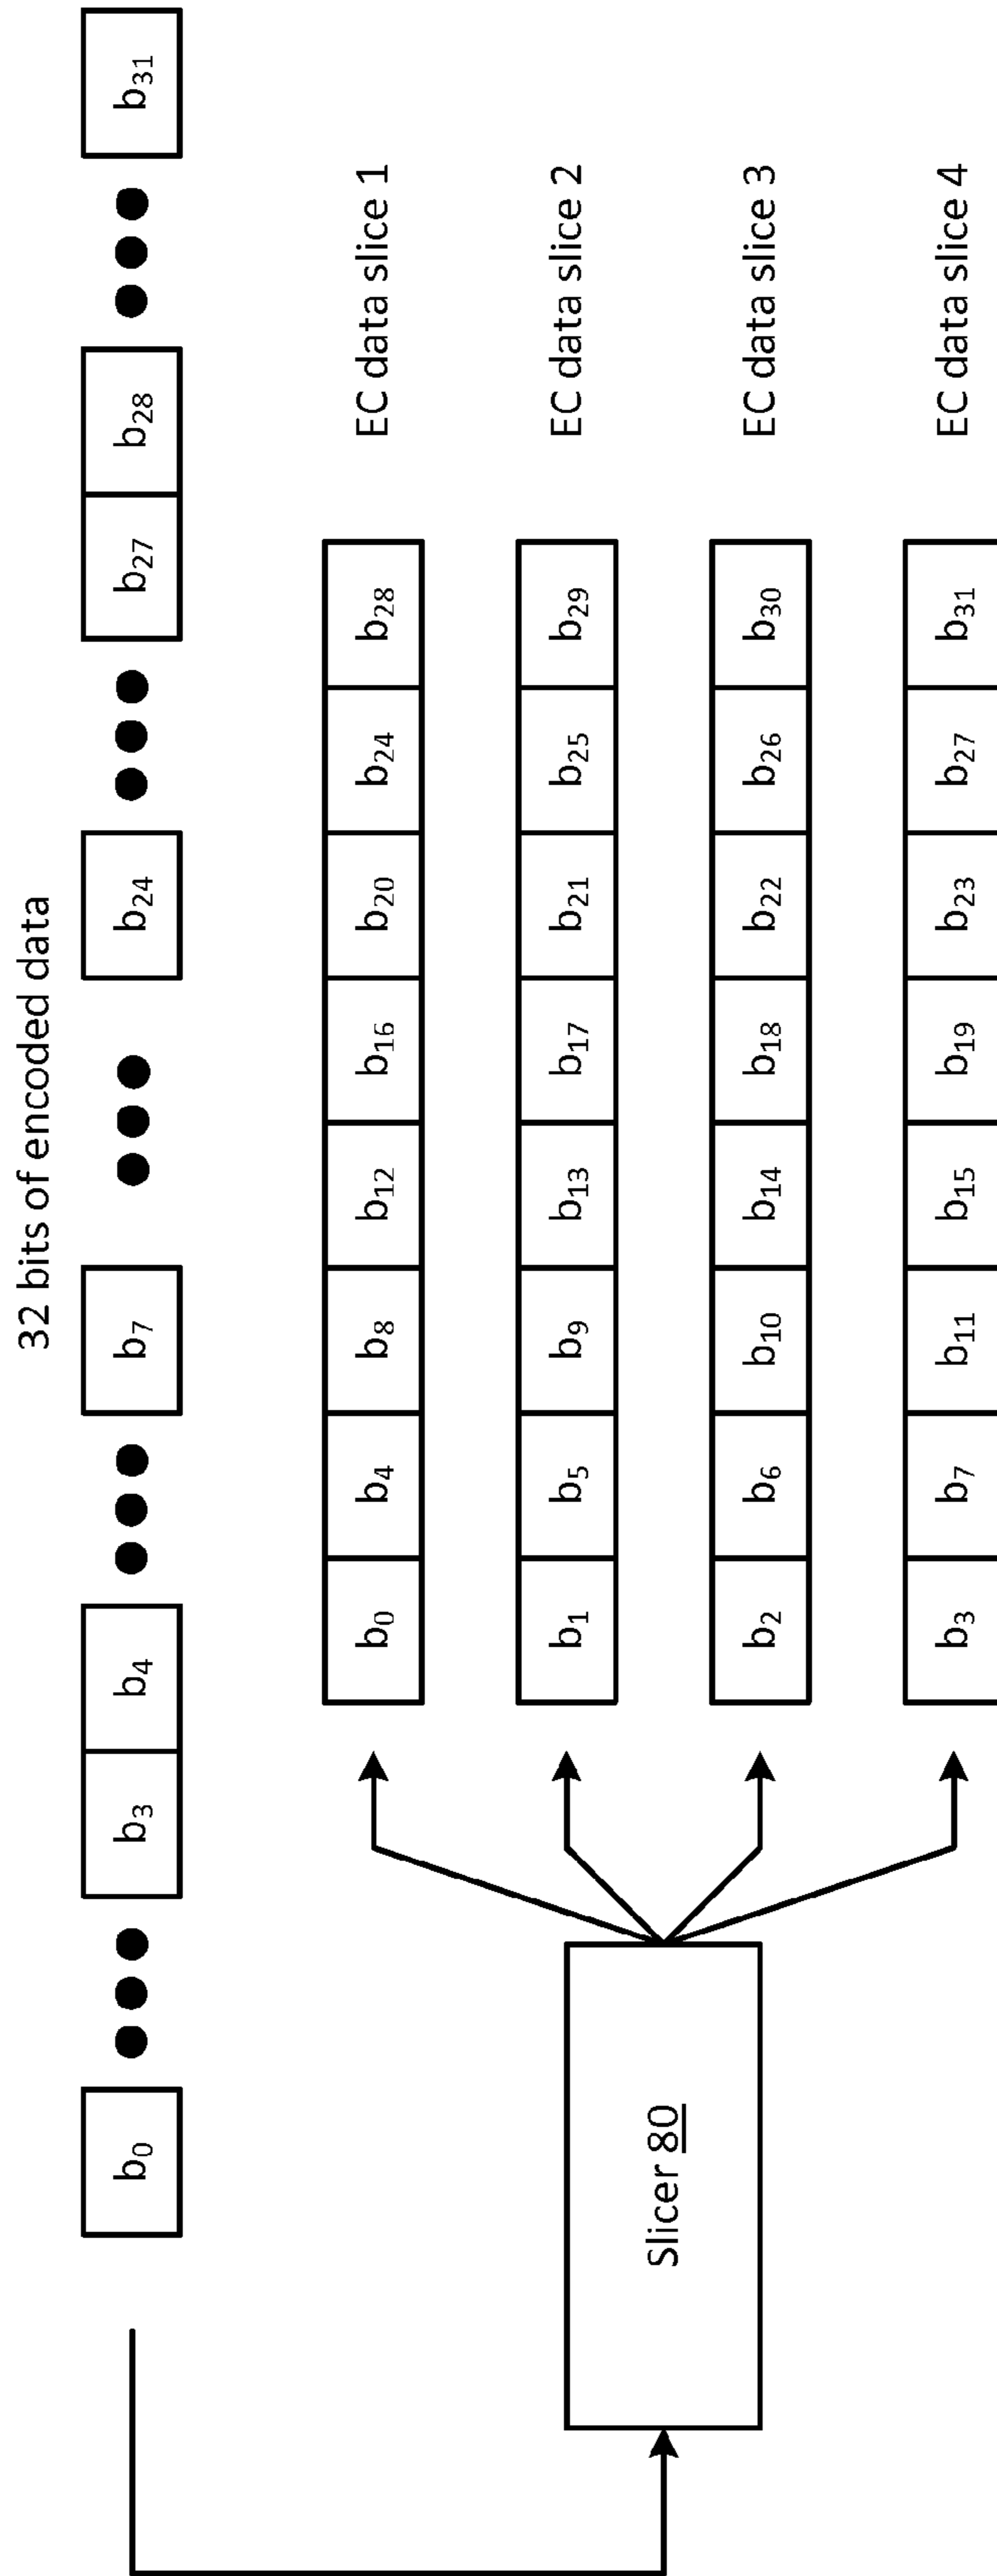 32 bits of encoded data
b₀ b₃ b₄ b₇ b₂₄ b₂₇ b₂₈ b₃₁
b₀ b₄ b₈ b₁₂ b₁₆ b₂₀ b₂₄ b₂₈ EC data slice 1
b₁ b₅ b₉ b₁₃ b₁₇ b₂₁ b₂₅ b₂₉ EC data slice 2
Slicer 80
b₂ b₆ b₁₀ b₁₄ b₁₈ b₂₂ b₂₆ b₃₀ EC data slice 3
b₃ b₇ b₁₁ b₁₅ b₁₉ b₂₃ b₂₇ b₃₁ EC data slice 4